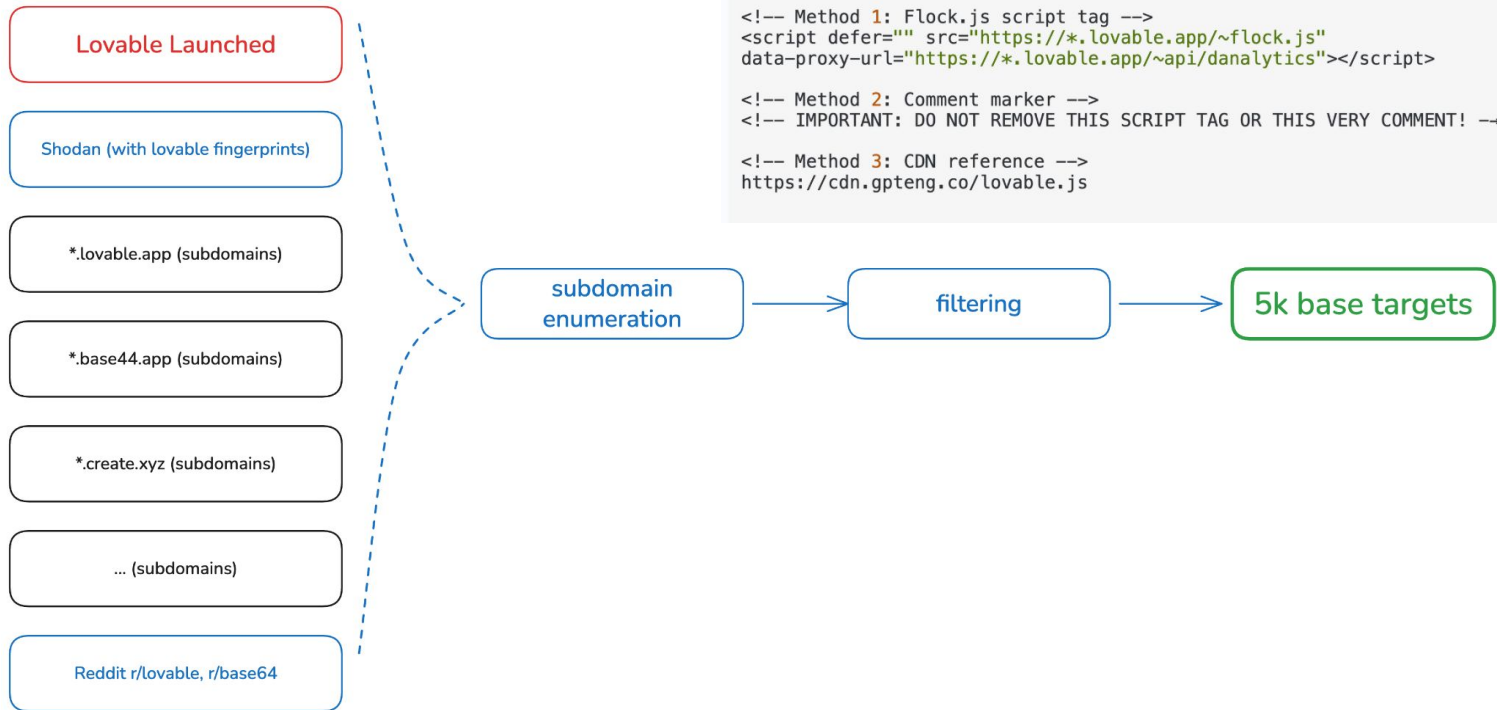 Lovable Launched
Shodan (with lovable fingerprints)
*.lovable.app (subdomains)
*.base44.app (subdomains)
*.create.xyz (subdomains)
... (subdomains)
Reddit r/lovable, r/base64
<!-- Method 1: Flock.js script tag -->
<script defer="" src="https://*.lovable.app/~flock.js"
data-proxy-url="https://*.lovable.app/~api/danalytics"></script>
<!-- Method 2: Comment marker -->
<!-- IMPORTANT: DO NOT REMOVE THIS SCRIPT TAG OR THIS VERY COMMENT! --
<!-- Method 3: CDN reference -->
https://cdn.gpteng.co/lovable.js
subdomain
enumeration
filtering
5k base targets